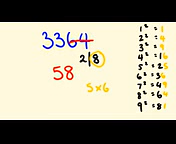 3364
2|8
58
5×6
1² = 1
2² = 4
3² = 9
4² = 16
5² = 25
6² = 36
7² = 49
8² = 64
9² = 81